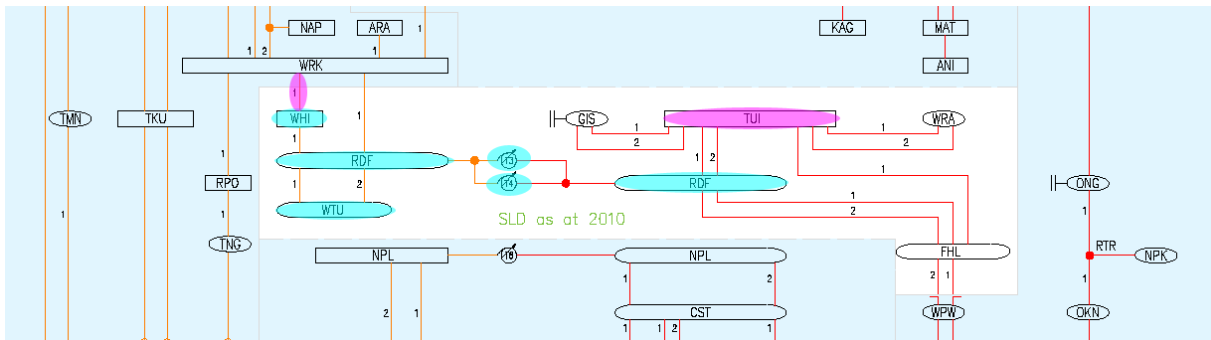 NAP
ARA
KAG
MAT
1
1
2
1
WRK
ANI
1
TMN
TKU
WHI
1
GIS
1
2
TUI
1
2
WRA
1
RDF
T3
1
2
RPO
T4
RDF
1
ONG
1
1
2
WTU
1
2
1
1
SLD as at 2010
TNG
NPL
T6
NPL
FHL
RTR
NPK
1
2
2
1
1
2
1
CST
WPW
OKN
1
1
2
1